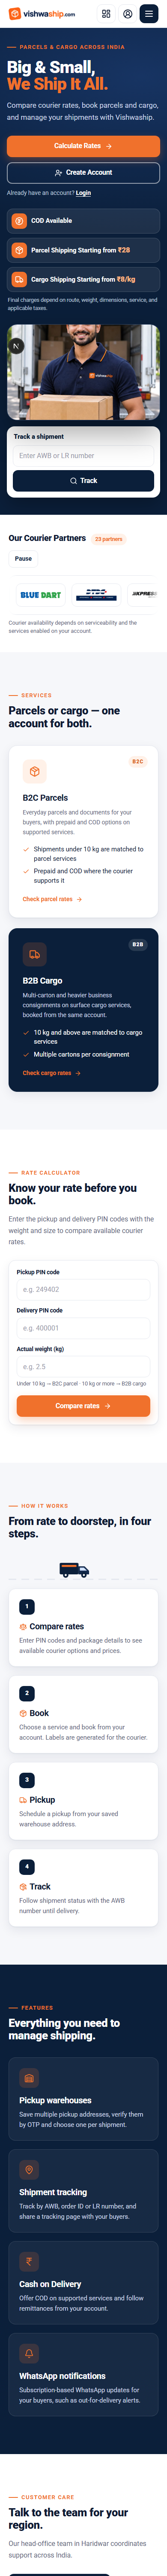 vishwaship.com
PARCELS & CARGO ACROSS INDIA
Big & Small,
We Ship It All.
Compare courier rates, book parcels and cargo,
and manage your shipments with Vishwaship.
Calculate Rates
Create Account
Already have an account? Login
COD Available
Parcel Shipping Starting from ₹28
Cargo Shipping Starting from ₹8/kg
Final charges depend on route, weight, dimensions, service, and
applicable taxes.
N
vishwaship
Track a shipment
Enter AWB or LR number
Track
Our Courier Partners
23 partners
Pause
BLUE DART
DTDC
Courier availability depends on serviceability and the
services enabled on your account.
SERVICES
Parcels or cargo — one
account for both.
B2C
B2C Parcels
Everyday parcels and documents for your
buyers, with prepaid and COD options on
supported services.
Shipments under 10 kg are matched to
parcel services
Prepaid and COD where the courier
supports it
Check parcel rates
B2B
B2B Cargo
Multi-carton and heavier business
consignments on surface cargo services,
booked from the same account.
10 kg and above are matched to cargo
services
Multiple cartons per consignment
Check cargo rates
RATE CALCULATOR
Know your rate before you
book.
Enter the pickup and delivery PIN codes with the
weight and size to compare available courier
rates.
Pickup PIN code
e.g. 249402
Delivery PIN code
e.g. 400001
Actual weight (kg)
e.g. 2.5
Under 10 kg → B2C parcel · 10 kg or more → B2B cargo
Compare rates
HOW IT WORKS
From rate to doorstep, in four
steps.
1
Compare rates
Enter PIN codes and package details to see
available courier options and prices.
2
Book
Choose a service and book from your
account. Labels are generated for the courier.
3
Pickup
Schedule a pickup from your saved
warehouse address.
4
Track
Follow shipment status with the AWB
number until delivery.
FEATURES
Everything you need to
manage shipping.
Pickup warehouses
Save multiple pickup addresses, verify them
by OTP and choose one per shipment.
Shipment tracking
Track by AWB, order ID or LR number, and
share a tracking page with your buyers.
Cash on Delivery
Offer COD on supported services and follow
remittances from your account.
WhatsApp notifications
Subscription-based WhatsApp updates for
your buyers, such as out-for-delivery alerts.
CUSTOMER CARE
Talk to the team for your
region.
Our head-office team in Haridwar coordinates
support across India.